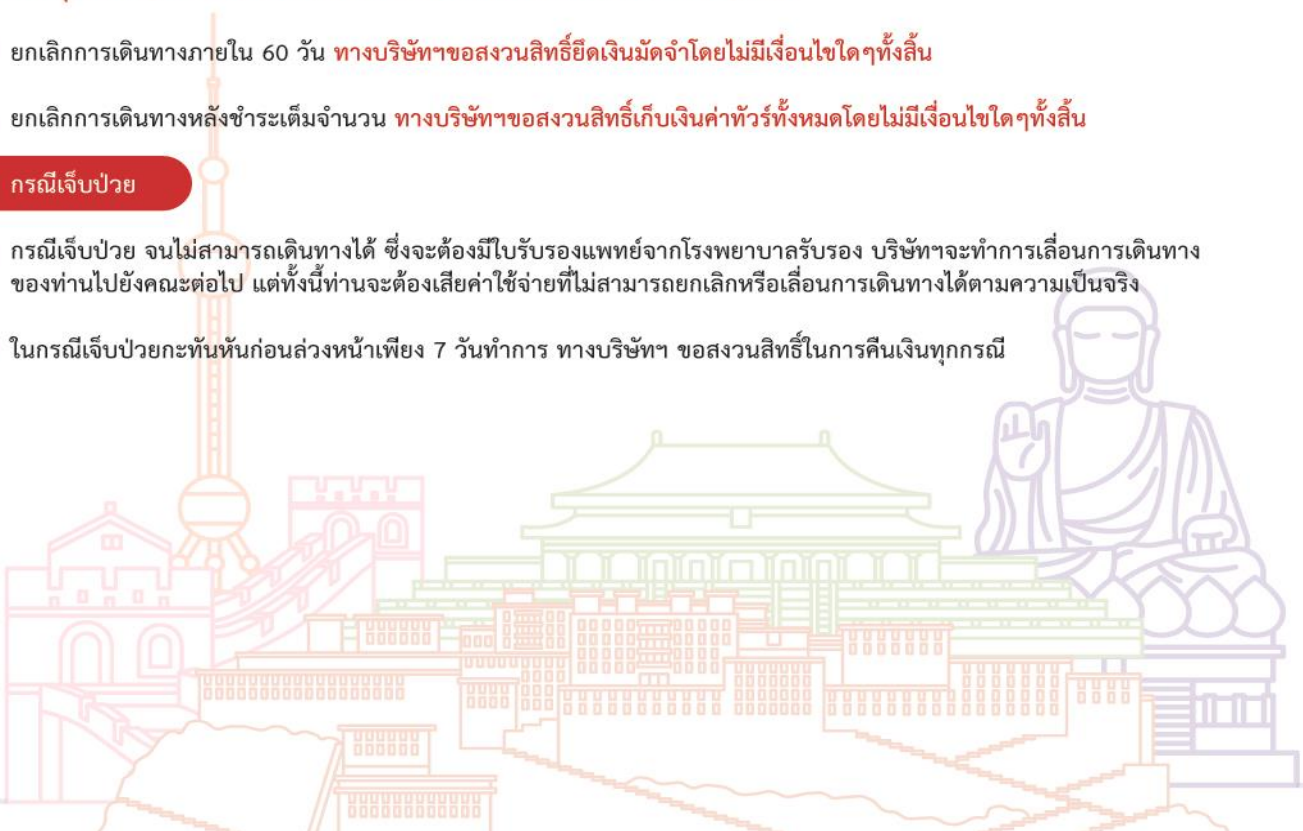 ยกเลิกการเดินทางภายใน 60 วัน ทางบริษัทฯขอสงวนสิทธิ์ยึดเงินมัดจำโดยไม่มีเงื่อนไขใดๆทั้งสิ้น
ยกเลิกการเดินทางหลังชำระเต็มจำนวน ทางบริษัทฯขอสงวนสิทธิ์เก็บเงินค่าทัวร์ทั้งหมดโดยไม่มีเงื่อนไขใดๆทั้งสิ้น
กรณีเจ็บป่วย
กรณีเจ็บป่วย จนไม่สามารถเดินทางได้ ซึ่งจะต้องมีใบรับรองแพทย์จากโรงพยาบาลรับรอง บริษัทฯจะทำการเลื่อนการเดินทาง
ของท่านไปยังคณะต่อไป แต่ทั้งนี้ท่านจะต้องเสียค่าใช้จ่ายที่ไม่สามารถยกเลิกหรือเลื่อนการเดินทางได้ตามความเป็นจริง
ในกรณีเจ็บป่วยกะทันหันก่อนล่วงหน้าเพียง 7 วันทำการ ทางบริษัทฯ ขอสงวนสิทธิ์ในการคืนเงินทุกกรณี